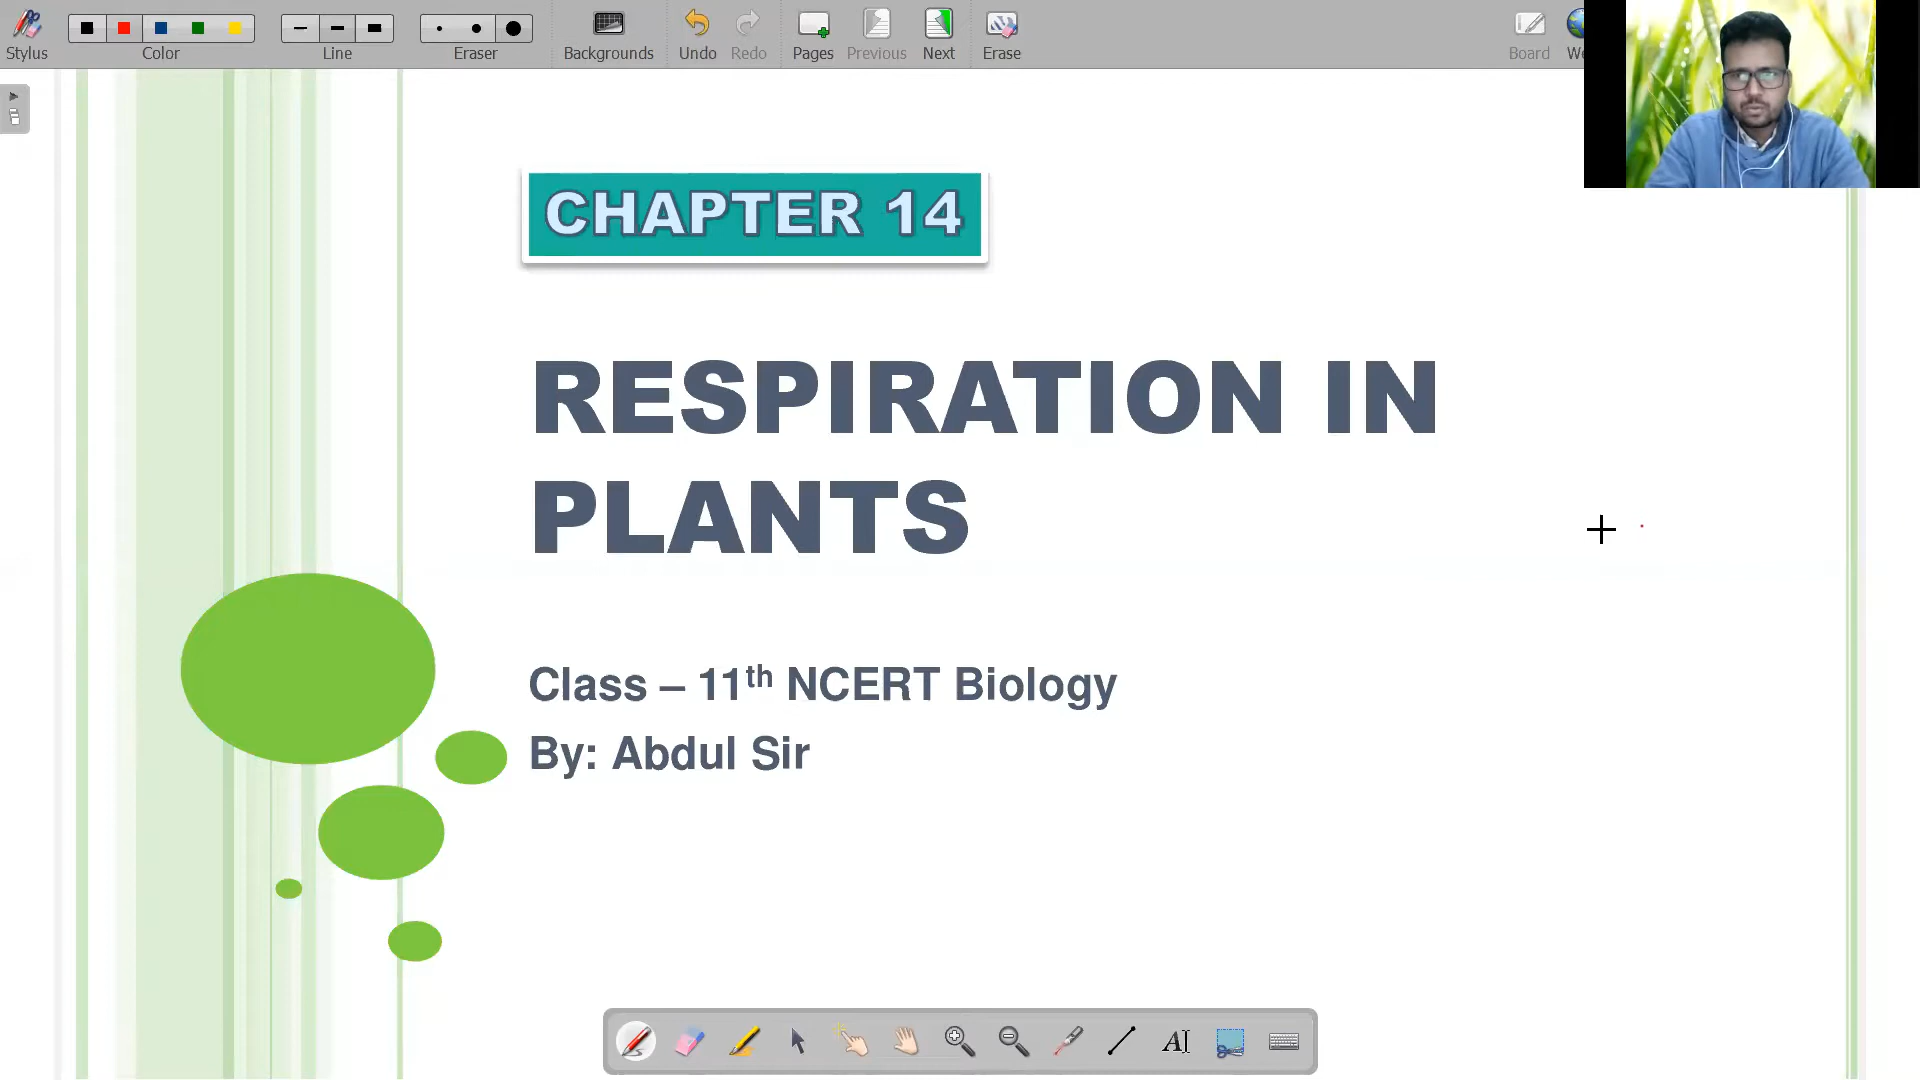 Stylus
Color
Line
Eraser
Backgrounds
Undo
Redo
Pages
Previous
Next
Erase
Board
CHAPTER 14
RESPIRATION IN
PLANTS
Class – 11th NCERT Biology
By: Abdul Sir
AI